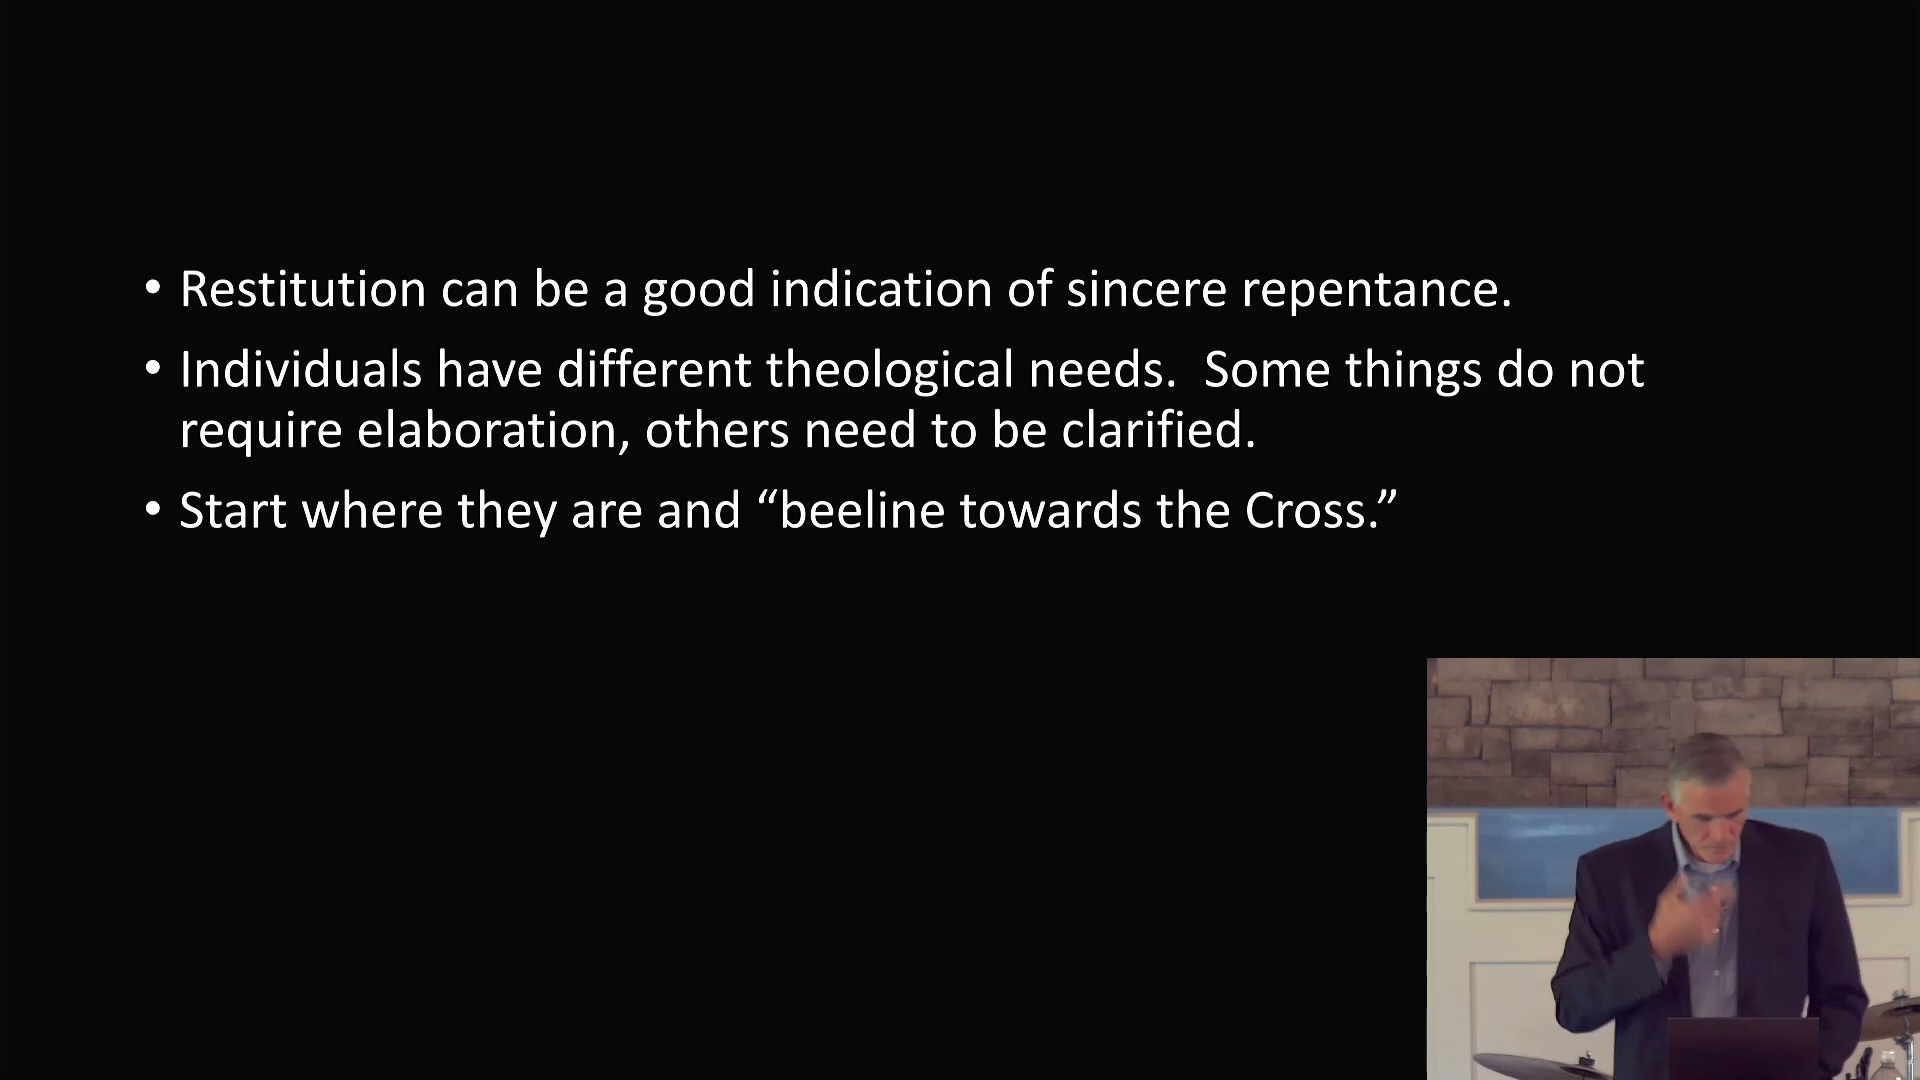 • Restitution can be a good indication of sincere repentance.
• Individuals have different theological needs.  Some things do not
require elaboration, others need to be clarified.
• Start where they are and “beeline towards the Cross.”